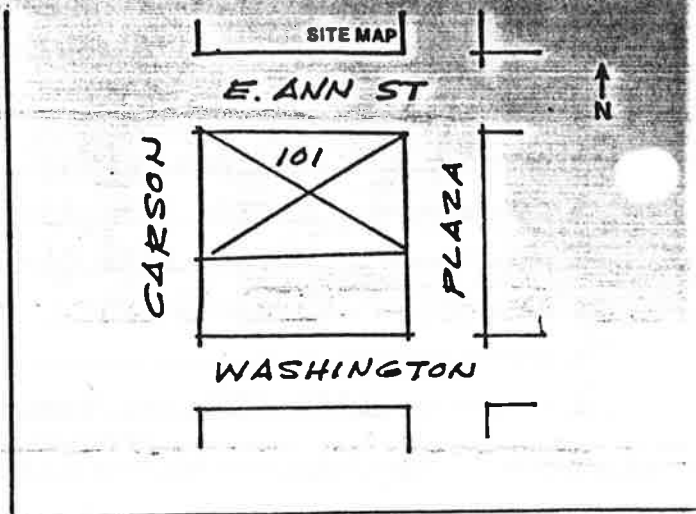 SITE MAP
E. ANN ST
N
101
CARSON
PLAZA
WASHINGTON